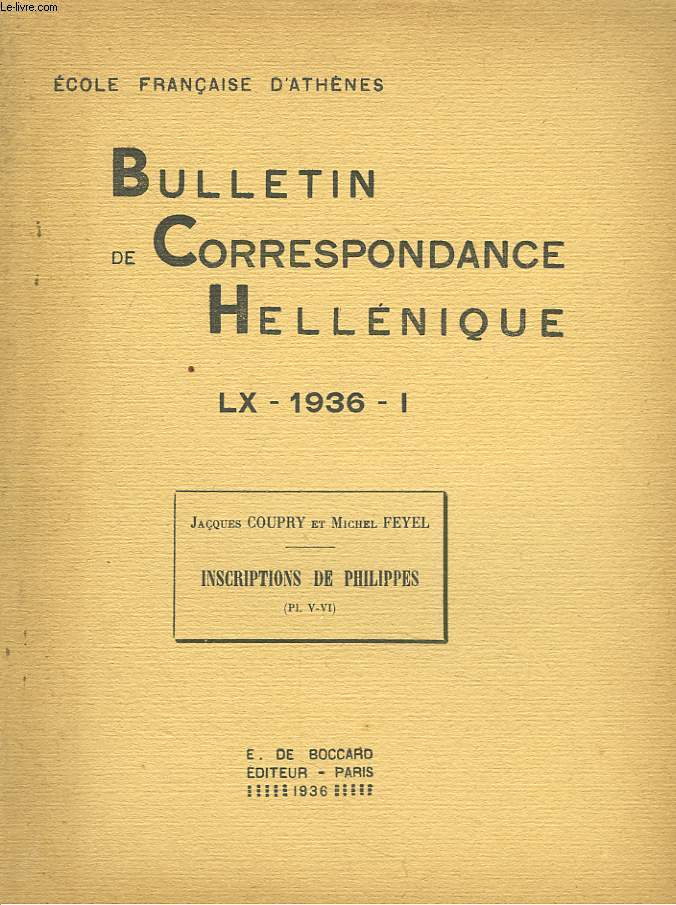 Le-livre.com
ÉCOLE FRANÇAISE D'ATHÈNES
BULLETIN
DE CORRESPONDANCE
HELLÉNIQUE
LX - 1936 - I
JACQUES COUPRY ET MICHEL FEYEL
INSCRIPTIONS DE PHILIPPES
(Pl. V-VI)
E. DE BOCCARD
ÉDITEUR - PARIS
1936